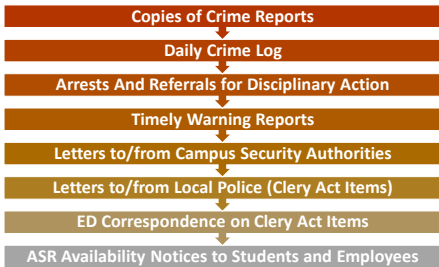 Copies of Crime Reports
Daily Crime Log
Arrests And Referrals for Disciplinary Action
Timely Warning Reports
Letters to/from Campus Security Authorities
Letters to/from Local Police (Clery Act Items)
ED Correspondence on Clery Act Items
ASR Availability Notices to Students and Employees